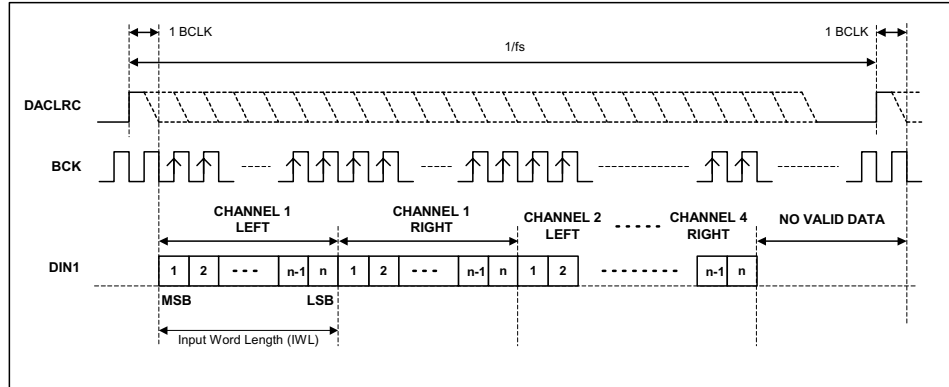 1 BCLK
1 BCLK
1/fs
DACLRC
BCK
CHANNEL 1
LEFT
CHANNEL 1
RIGHT
CHANNEL 2
LEFT
CHANNEL 4
RIGHT
NO VALID DATA
DIN1
1 2 n-1 n 1 2 n-1 n 1 2 n-1 n
MSB LSB
Input Word Length (IWL)